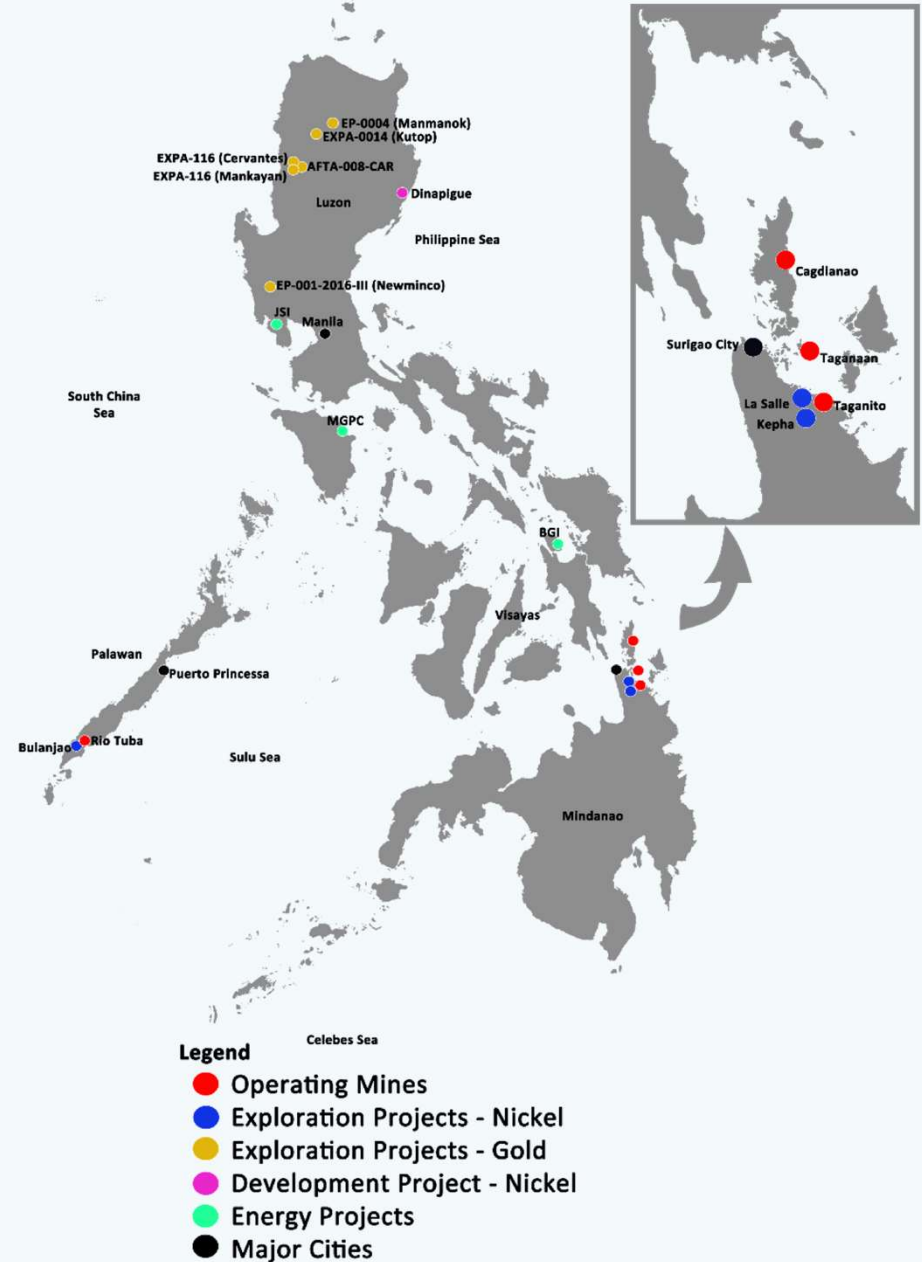 EP-0004 (Manmanok)
EXPA-0014 (Kutop)
EXPA-116 (Cervantes)
AFTA-008-CAR
EXPA-116 (Mankayan)
Dinapigue
Luzon
Philippine Sea
EP-001-2016-III (Newminco)
JSI
Manila
South China
Sea
MGPC
BGI
Visayas
Palawan
Puerto Princessa
Bulanjao
Rio Tuba
Sulu Sea
Mindanao
Celebes Sea
Cagdlanao
Surigao City
Taganaan
La Salle
Taganito
Kepha
Legend
Operating Mines
Exploration Projects - Nickel
Exploration Projects - Gold
Development Project - Nickel
Energy Projects
Major Cities